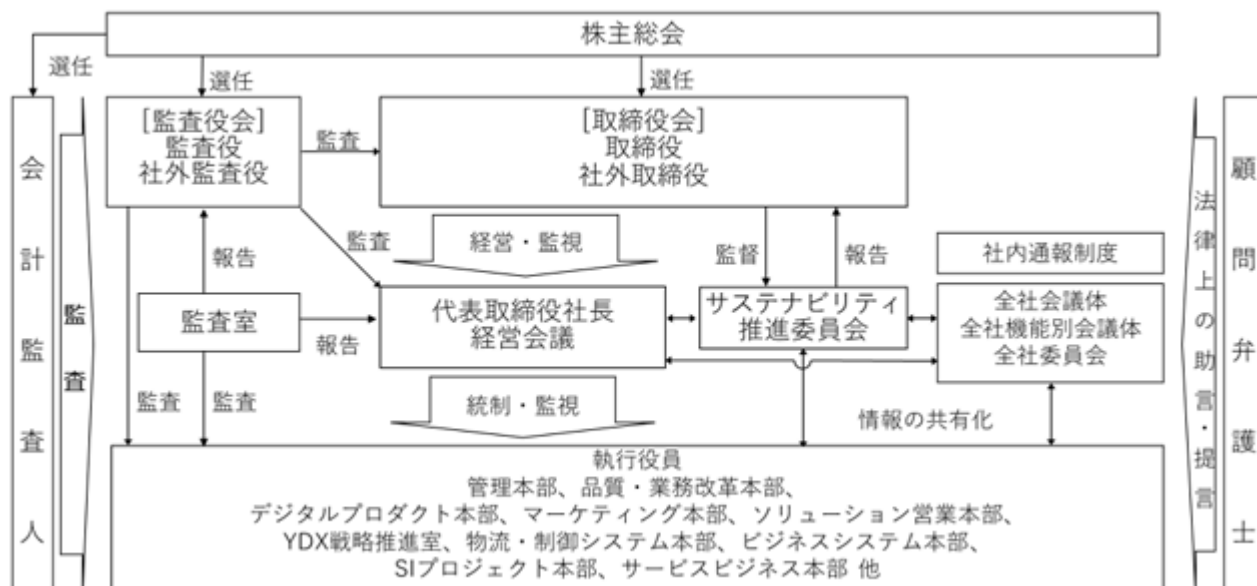 株主総会
選任
選任
選任
[監査役会]
監査役
社外監査役
監査
[取締役会]
取締役
社外取締役
会計監査人
監査
顧問弁護士
法律上の助言・提言
監査
経営・監視
監督
報告
社内通報制度
報告
監査室
報告
代表取締役社長
経営会議
サステナビリティ
推進委員会
全社会議体
全社機能別会議体
全社委員会
監査
監査
統制・監視
情報の共有化
執行役員
管理本部、品質・業務改革本部、
デジタルプロダクト本部、マーケティング本部、ソリューション営業本部、
YDX戦略推進室、物流・制御システム本部、ビジネスシステム本部、
SIプロジェクト本部、サービスビジネス本部 他